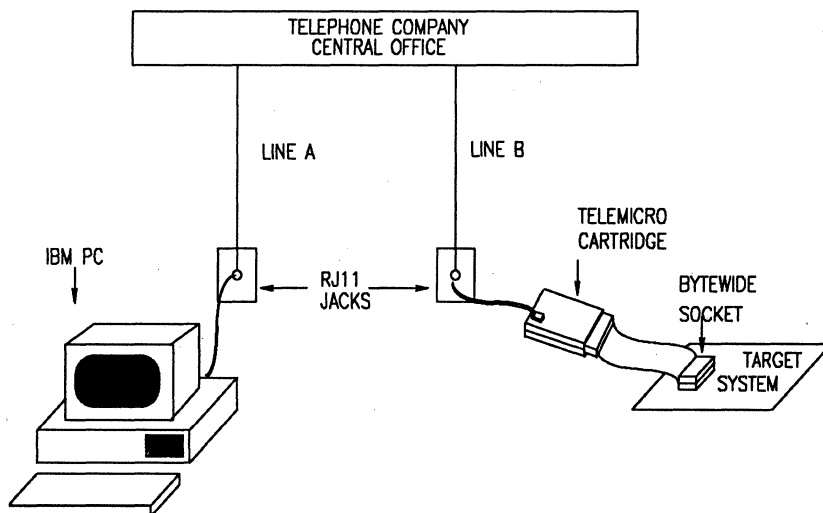 TELEPHONE COMPANY
CENTRAL OFFICE
LINE A
LINE B
TELEMICRO
CARTRIDGE
IBM PC
RJ11
JACKS
BYTEWIDE
SOCKET
TARGET
SYSTEM